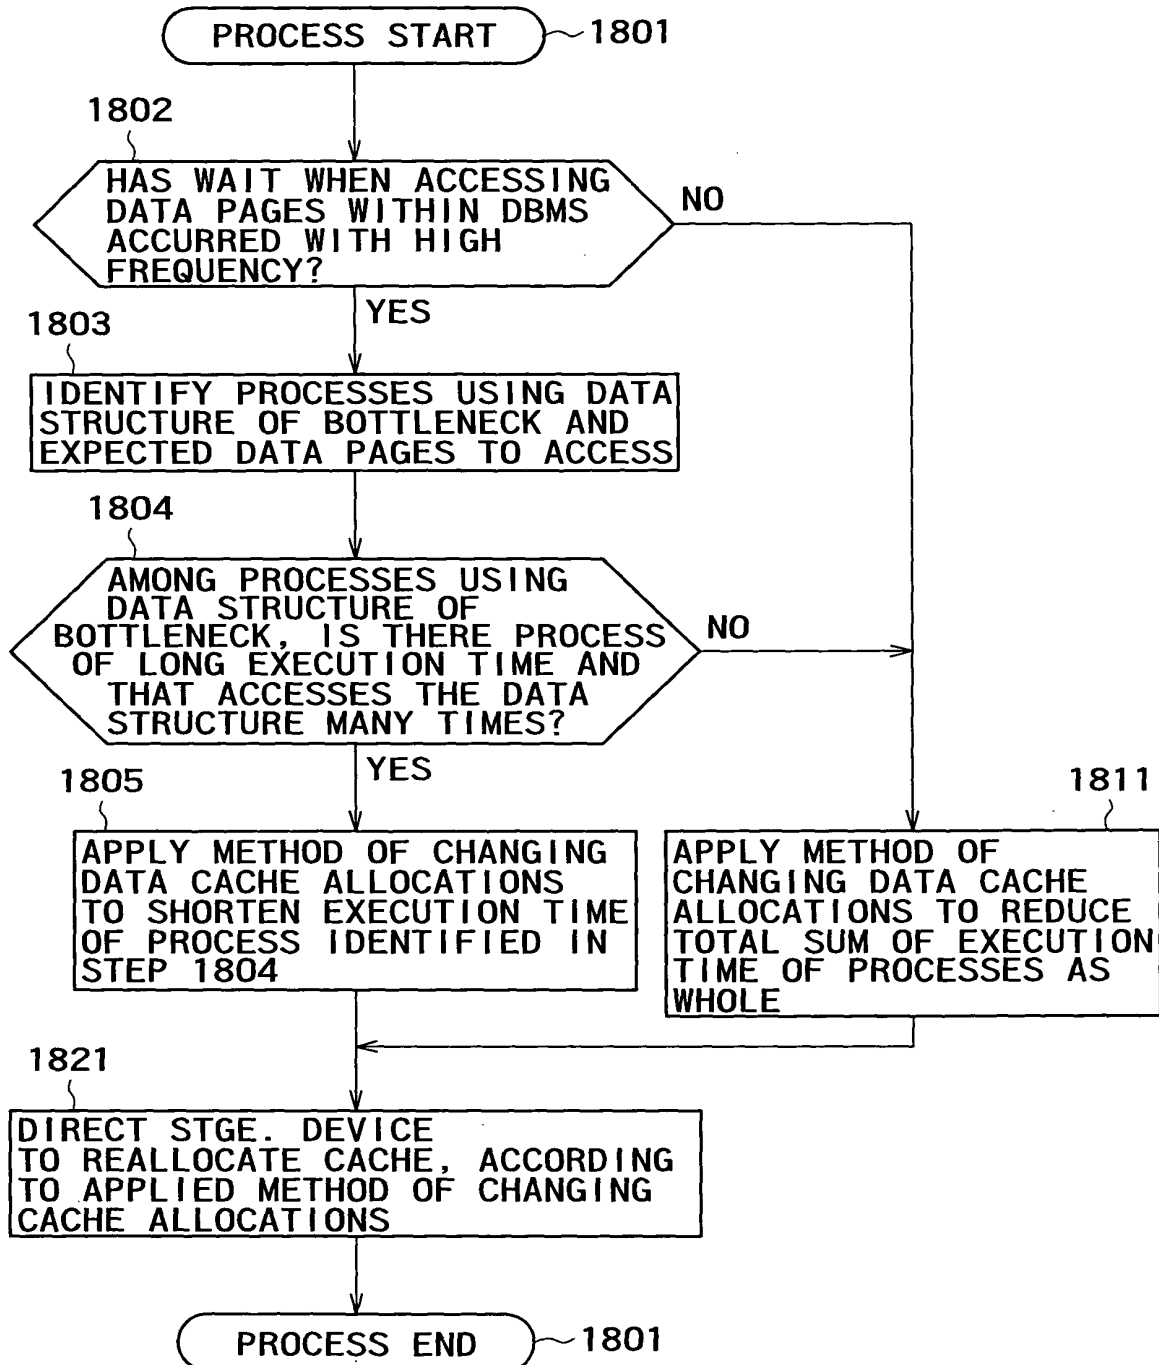 PROCESS START
1801
1802
HAS WAIT WHEN ACCESSING
DATA PAGES WITHIN DBMS
ACCURRED WITH HIGH
FREQUENCY?
NO
YES
1803
IDENTIFY PROCESSES USING DATA
STRUCTURE OF BOTTLENECK AND
EXPECTED DATA PAGES TO ACCESS
1804
AMONG PROCESSES USING
DATA STRUCTURE OF
BOTTLENECK, IS THERE PROCESS
OF LONG EXECUTION TIME AND
THAT ACCESSES THE DATA
STRUCTURE MANY TIMES?
NO
YES
1805
APPLY METHOD OF CHANGING
DATA CACHE ALLOCATIONS
TO SHORTEN EXECUTION TIME
OF PROCESS IDENTIFIED IN
STEP 1804
1811
APPLY METHOD OF
CHANGING DATA CACHE
ALLOCATIONS TO REDUCE
TOTAL SUM OF EXECUTION
TIME OF PROCESSES AS
WHOLE
1821
DIRECT STGE. DEVICE
TO REALLOCATE CACHE, ACCORDING
TO APPLIED METHOD OF CHANGING
CACHE ALLOCATIONS
PROCESS END
1801